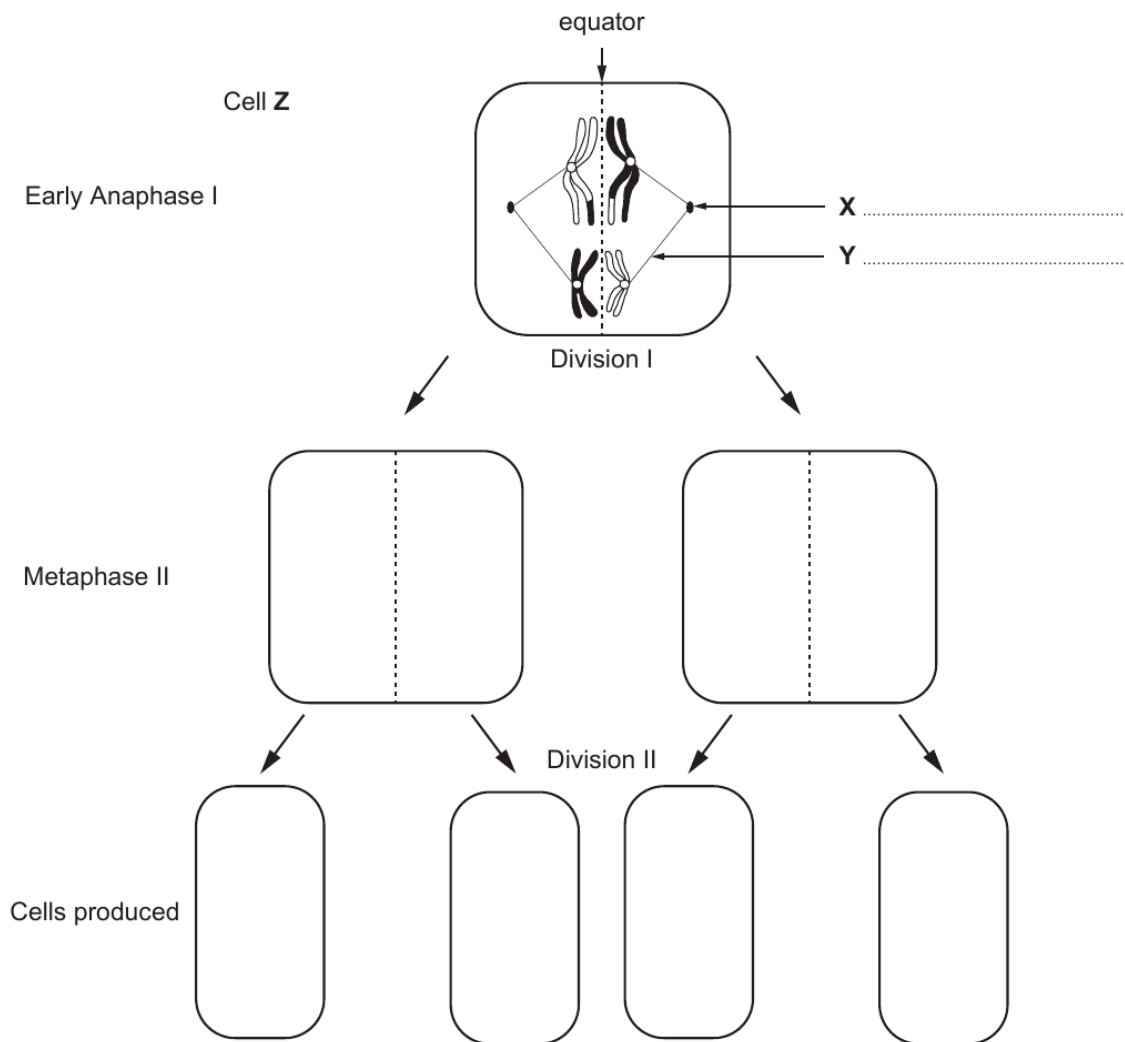 equator
Cell Z
Early Anaphase I
X ..............................................................
Y ..............................................................
Division I
Metaphase II
Division II
Cells produced